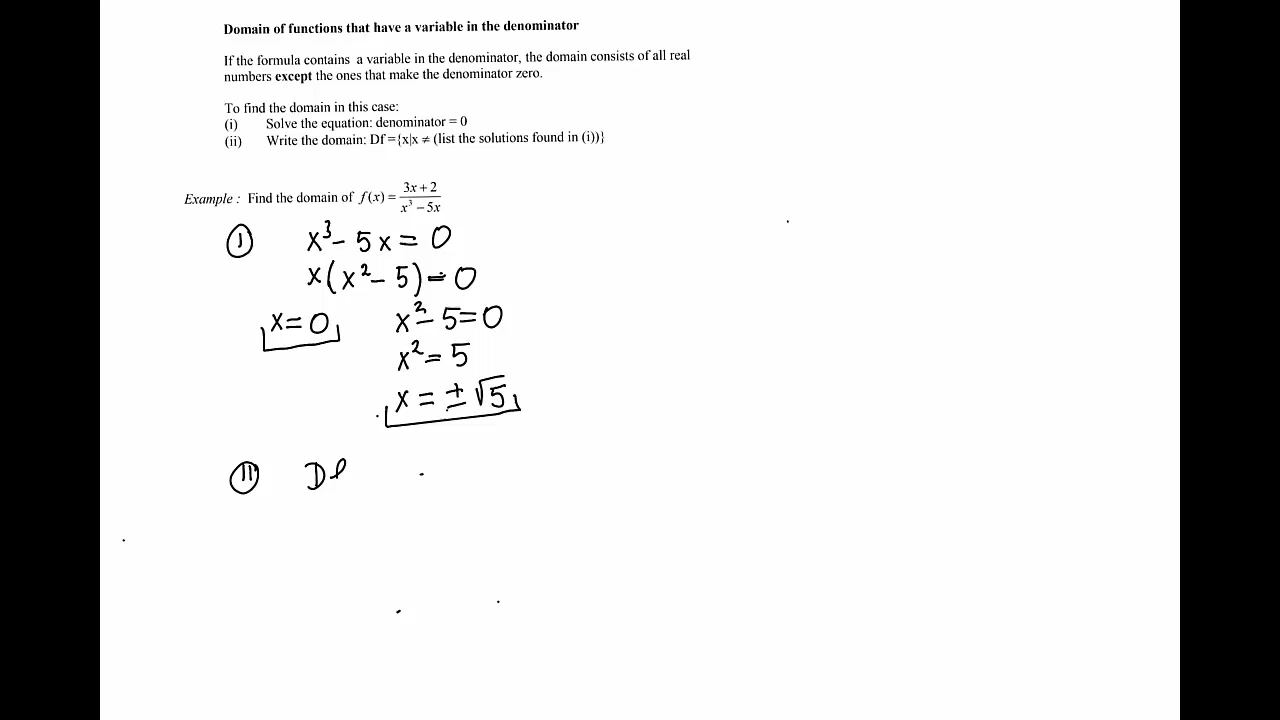 Domain of functions that have a variable in the denominator
If the formula contains a variable in the denominator, the domain consists of all real
numbers except the ones that make the denominator zero.
To find the domain in this case:
(i) Solve the equation: denominator = 0
(ii) Write the domain: Df ={x|x ≠ (list the solutions found in (i))}
Example : Find the domain of f(x) = (3x + 2)/(x³ − 5x)
① x³ - 5x = 0
x(x² - 5) = 0
x = 0 x² - 5 = 0
x² = 5
x = ± √5
Ⓘ Df